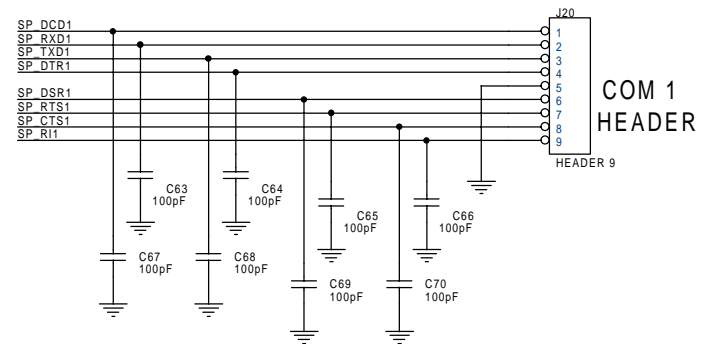 J20
SP_DCD1
SP_RXD1
SP_TXD1
SP_DTR1
SP_DSR1
SP_RTS1
SP_CTS1
SP_RI1
1
2
3
4
5
6
7
8
9
COM 1
HEADER
HEADER 9
C63
100pF
C64
100pF
C65
100pF
C66
100pF
C67
100pF
C68
100pF
C69
100pF
C70
100pF